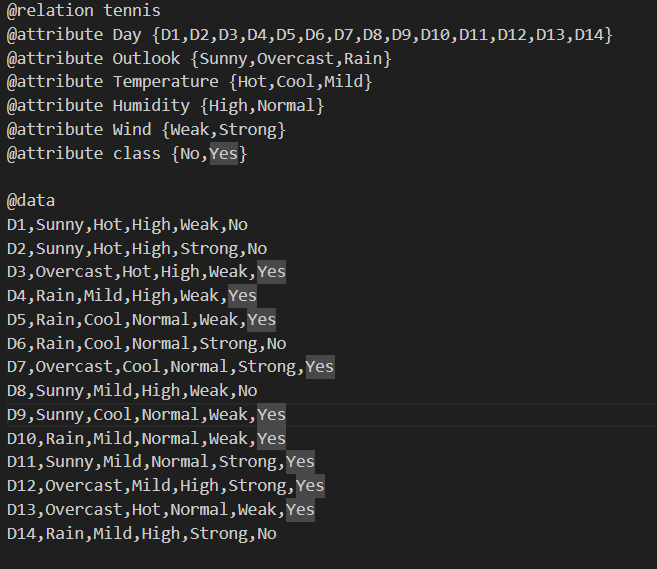 @relation tennis
@attribute Day {D1,D2,D3,D4,D5,D6,D7,D8,D9,D10,D11,D12,D13,D14}
@attribute Outlook {Sunny,Overcast,Rain}
@attribute Temperature {Hot,Cool,Mild}
@attribute Humidity {High,Normal}
@attribute Wind {Weak,Strong}
@attribute class {No,Yes}
@data
D1,Sunny,Hot,High,Weak,No
D2,Sunny,Hot,High,Strong,No
D3,Overcast,Hot,High,Weak,Yes
D4,Rain,Mild,High,Weak,Yes
D5,Rain,Cool,Normal,Weak,Yes
D6,Rain,Cool,Normal,Strong,No
D7,Overcast,Cool,Normal,Strong,Yes
D8,Sunny,Mild,High,Weak,No
D9,Sunny,Cool,Normal,Weak,Yes
D10,Rain,Mild,Normal,Weak,Yes
D11,Sunny,Mild,Normal,Strong,Yes
D12,Overcast,Mild,High,Strong,Yes
D13,Overcast,Hot,Normal,Weak,Yes
D14,Rain,Mild,High,Strong,No